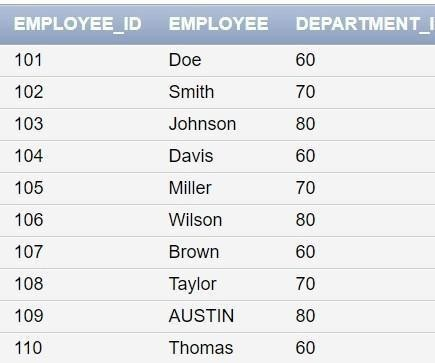 EMPLOYEE_ID EMPLOYEE DEPARTMENT_I
101 Doe 60
102 Smith 70
103 Johnson 80
104 Davis 60
105 Miller 70
106 Wilson 80
107 Brown 60
108 Taylor 70
109 AUSTIN 80
110 Thomas 60